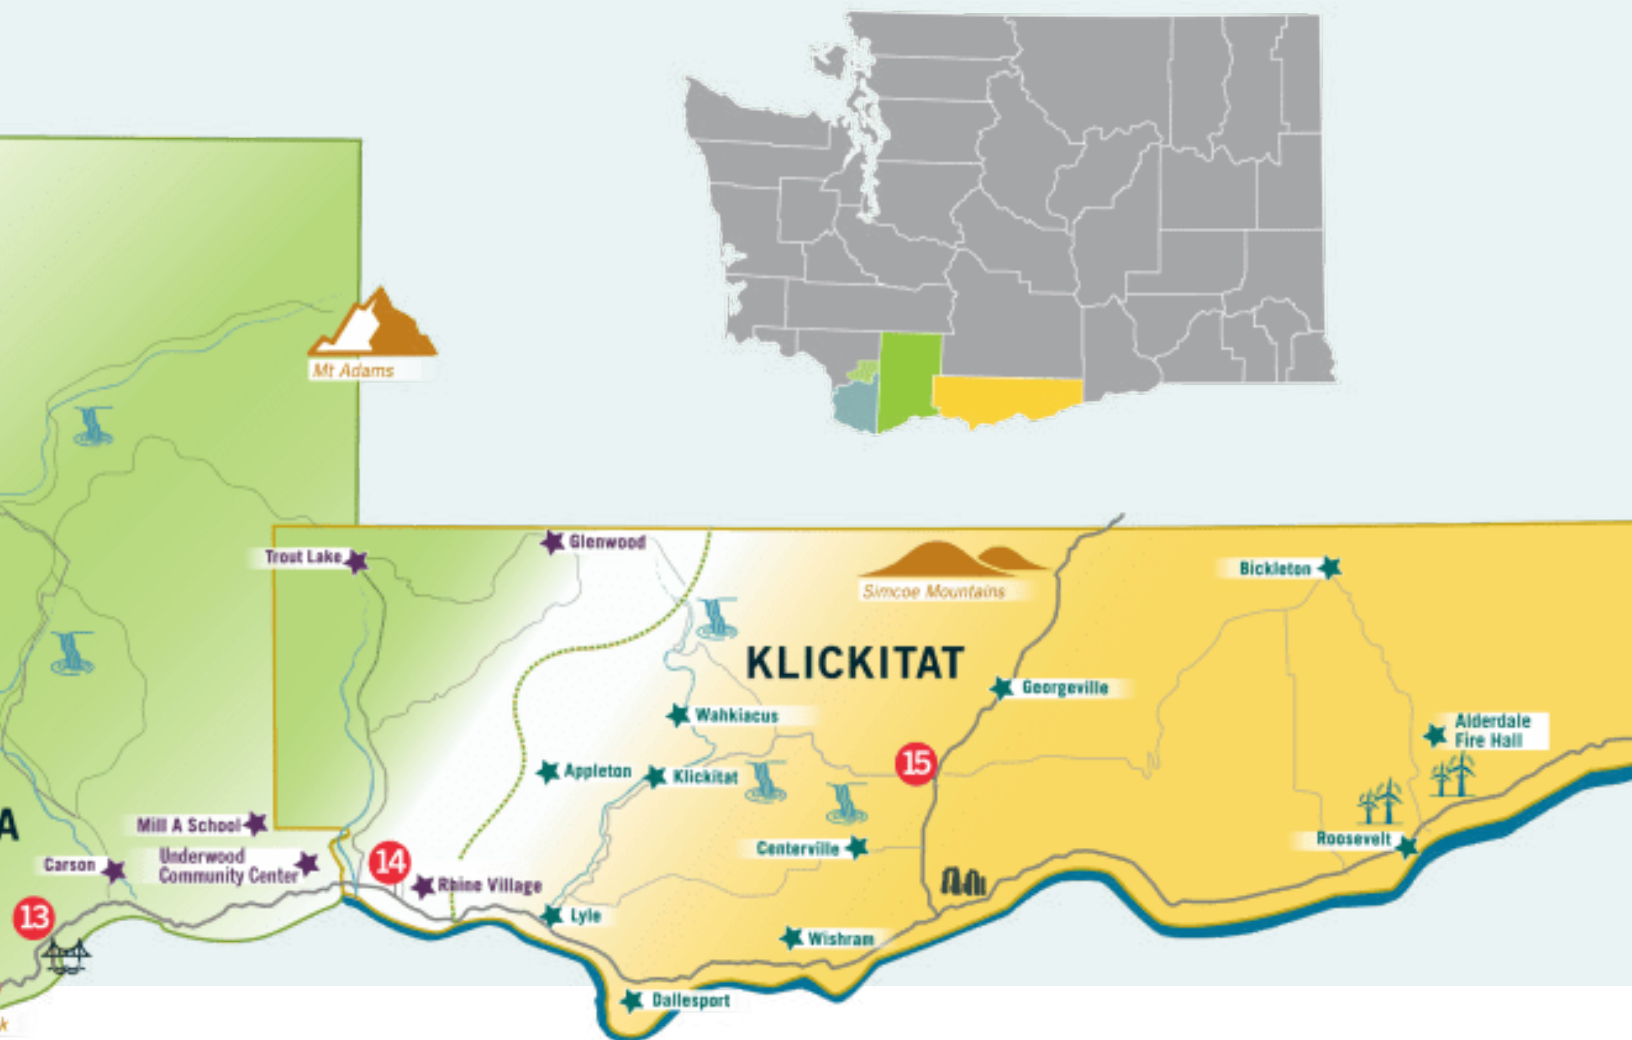 Mt Adams
Glenwood
Trout Lake
Simcoe Mountains
Bickleton
KLICKITAT
Georgeville
Wahkiacus
Alderdale
Fire Hall
15
Appleton
Klickitat
Mill A School
A
Roosevelt
Centerville
Underwood
Community Center
Carson
14
Rhine Village
13
Lyle
Wishram
Dallesport
k